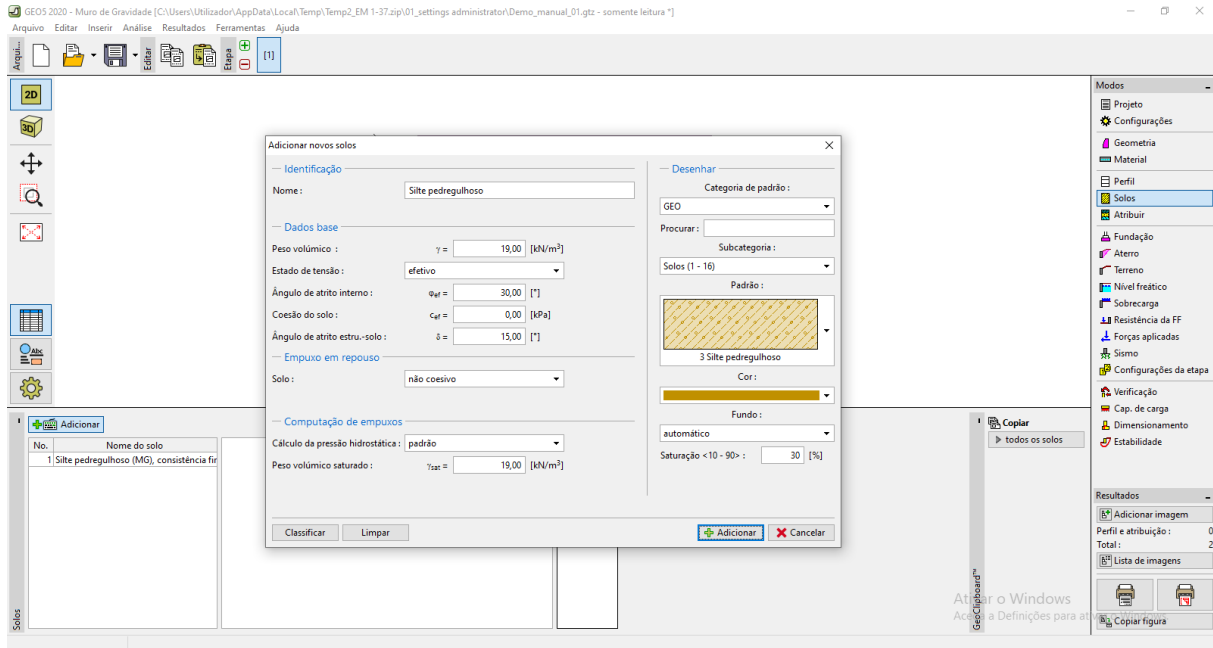 GEO5 2020 - Muro de Gravidade [C:\Users\Utilizador\AppData\Local\Temp\Temp2_EM 1-37.zip\01_settings administrator\Demo_manual_01.gtz - somente leitura *]
Arquivo Editar Inserir Análise Resultados Ferramentas Ajuda
Arqui...
Editar
Etapa
[1]
2D
3D
Abc
Adicionar novos solos
Identificação
Nome :
Silte pedregulhoso
Dados base
Peso volúmico :
γ =
19,00
[kN/m³]
Estado de tensão :
efetivo
Ângulo de atrito interno :
φef =
30,00
[°]
Coesão do solo :
cef =
0,00
[kPa]
Ângulo de atrito estru.-solo :
δ =
15,00
[°]
Empuxo em repouso
Solo :
não coesivo
Computação de empuxos
Cálculo da pressão hidrostática :
padrão
Peso volúmico saturado :
γsat =
19,00
[kN/m³]
Desenhar
Categoria de padrão :
GEO
Procurar :
Subcategoria :
Solos (1 - 16)
Padrão :
3 Silte pedregulhoso
Cor :
Fundo :
automático
Saturação <10 - 90> :
30
[%]
Classificar
Limpar
Adicionar
Cancelar
Modos
Projeto
Configurações
Geometria
Material
Perfil
Solos
Atribuir
Fundação
Aterro
Terreno
Nível freático
Sobrecarga
Resistência da FF
Forças aplicadas
Sismo
Configurações da etapa
Verificação
Cap. de carga
Dimensionamento
Estabilidade
Adicionar
No.
Nome do solo
1
Silte pedregulhoso (MG), consistência fir
Solos
GeoClipboard™
Copiar
todos os solos
Resultados
Adicionar imagem
Perfil e atribuição :
0
Total :
2
Lista de imagens
Copiar figura
Ativar o Windows
Aceda a Definições para ativar o Windows.